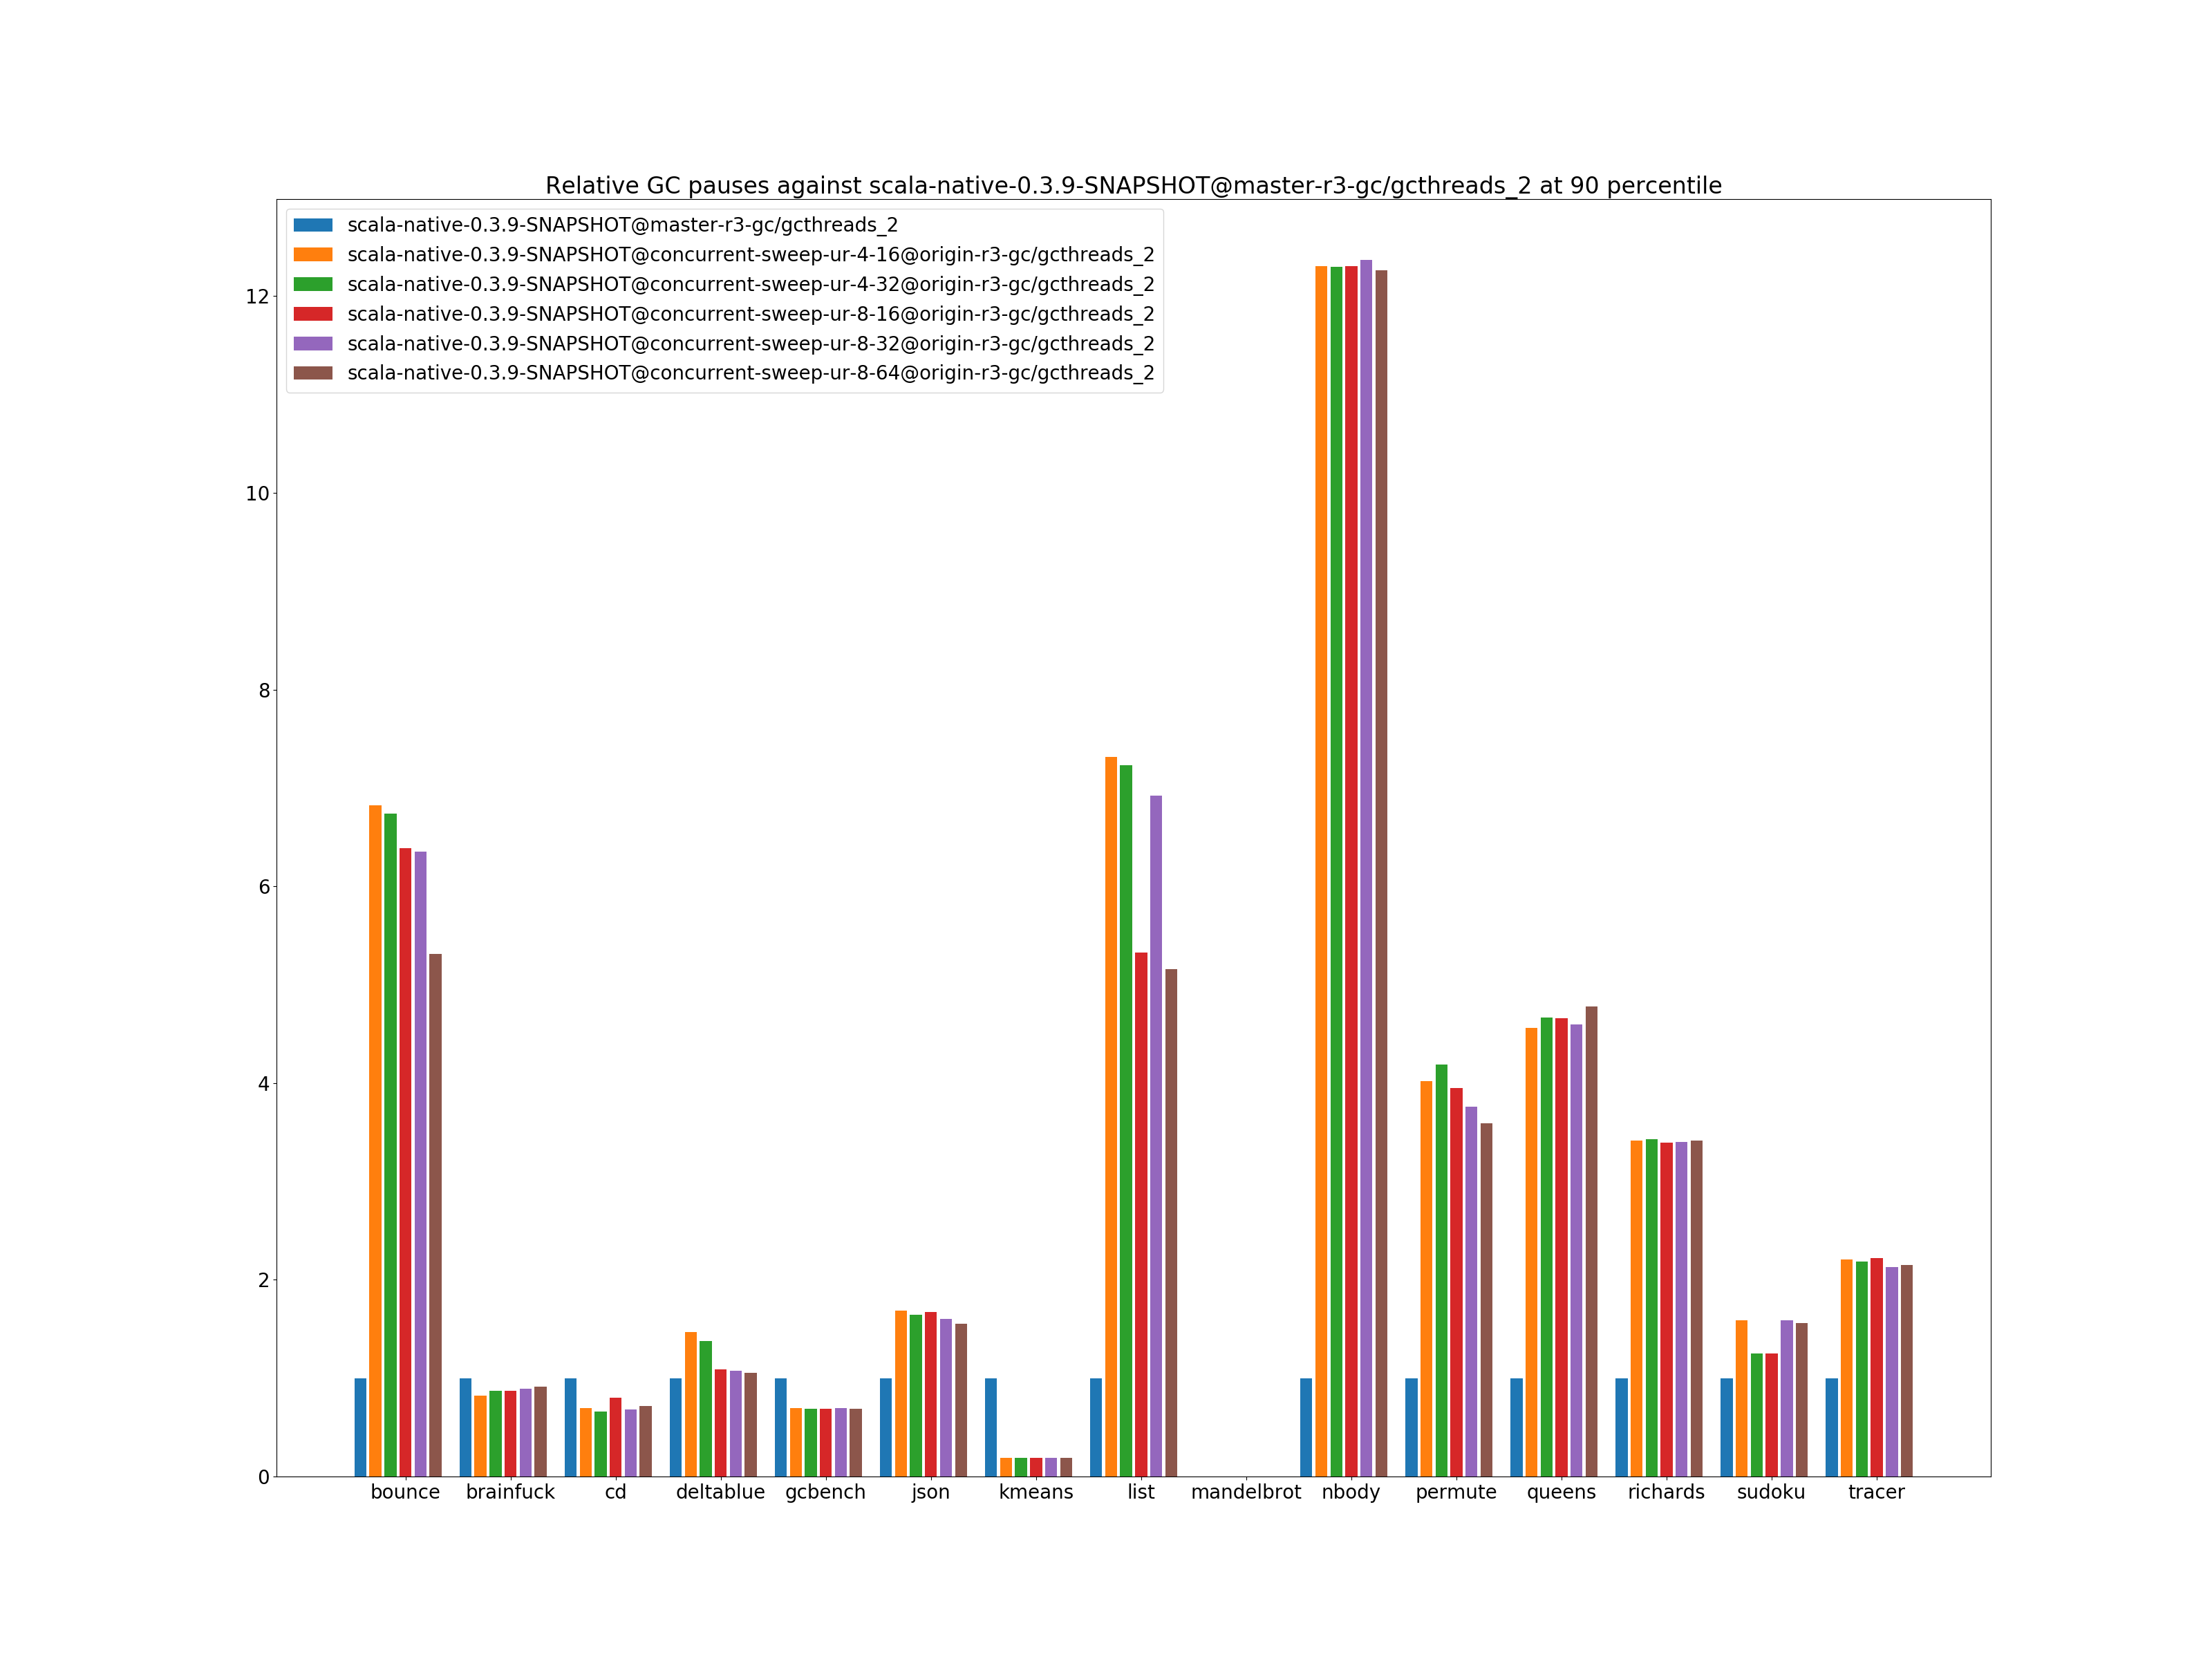 Relative GC pauses against scala-native-0.3.9-SNAPSHOT@master-r3-gc/gcthreads_2 at 90 percentile
scala-native-0.3.9-SNAPSHOT@master-r3-gc/gcthreads_2
scala-native-0.3.9-SNAPSHOT@concurrent-sweep-ur-4-16@origin-r3-gc/gcthreads_2
scala-native-0.3.9-SNAPSHOT@concurrent-sweep-ur-4-32@origin-r3-gc/gcthreads_2
scala-native-0.3.9-SNAPSHOT@concurrent-sweep-ur-8-16@origin-r3-gc/gcthreads_2
scala-native-0.3.9-SNAPSHOT@concurrent-sweep-ur-8-32@origin-r3-gc/gcthreads_2
scala-native-0.3.9-SNAPSHOT@concurrent-sweep-ur-8-64@origin-r3-gc/gcthreads_2
12
10
8
6
4
2
0
bounce brainfuck cd deltablue gcbench json kmeans list mandelbrot nbody permute queens richards sudoku tracer